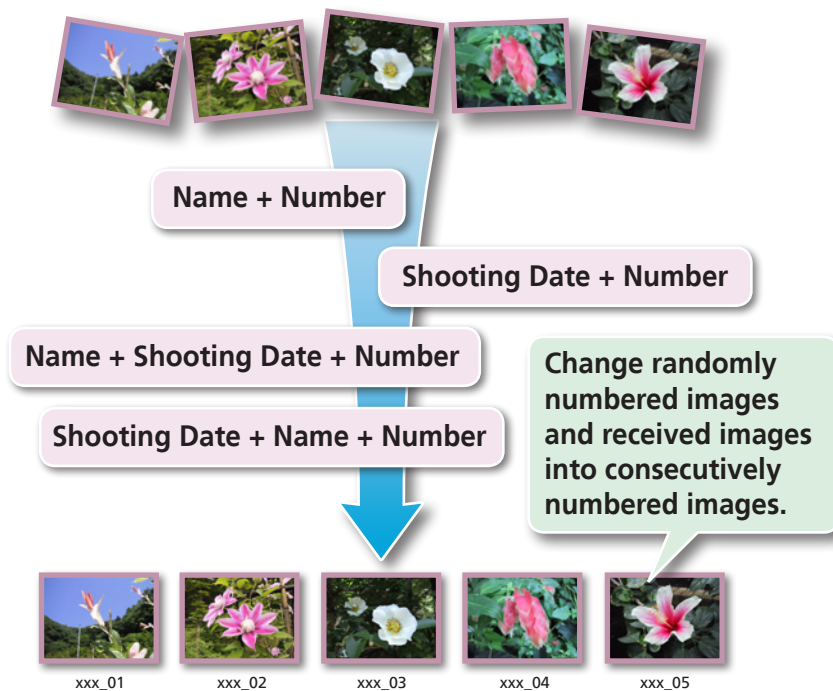 Name + Number
Shooting Date + Number
Name + Shooting Date + Number
Shooting Date + Name + Number
Change randomly
numbered images
and received images
into consecutively
numbered images.
xxx_01
xxx_02
xxx_03
xxx_04
xxx_05